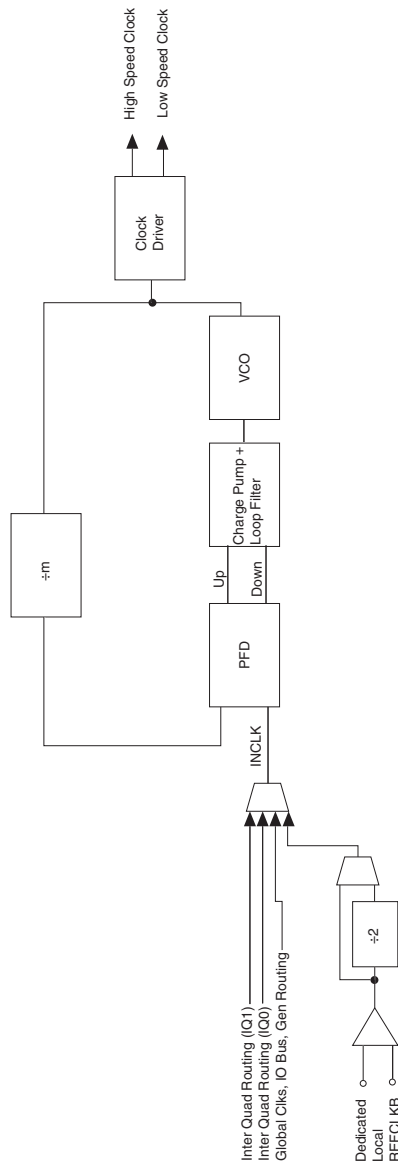 Dedicated
Local
REFCLKB
÷2
Inter Quad Routing (IQ1)
Inter Quad Routing (IQ0)
Global Clks, IO Bus, Gen Routing
INCLK
PFD
Up
Down
Charge Pump +
Loop Filter
VCO
÷m
Clock
Driver
High Speed Clock
Low Speed Clock